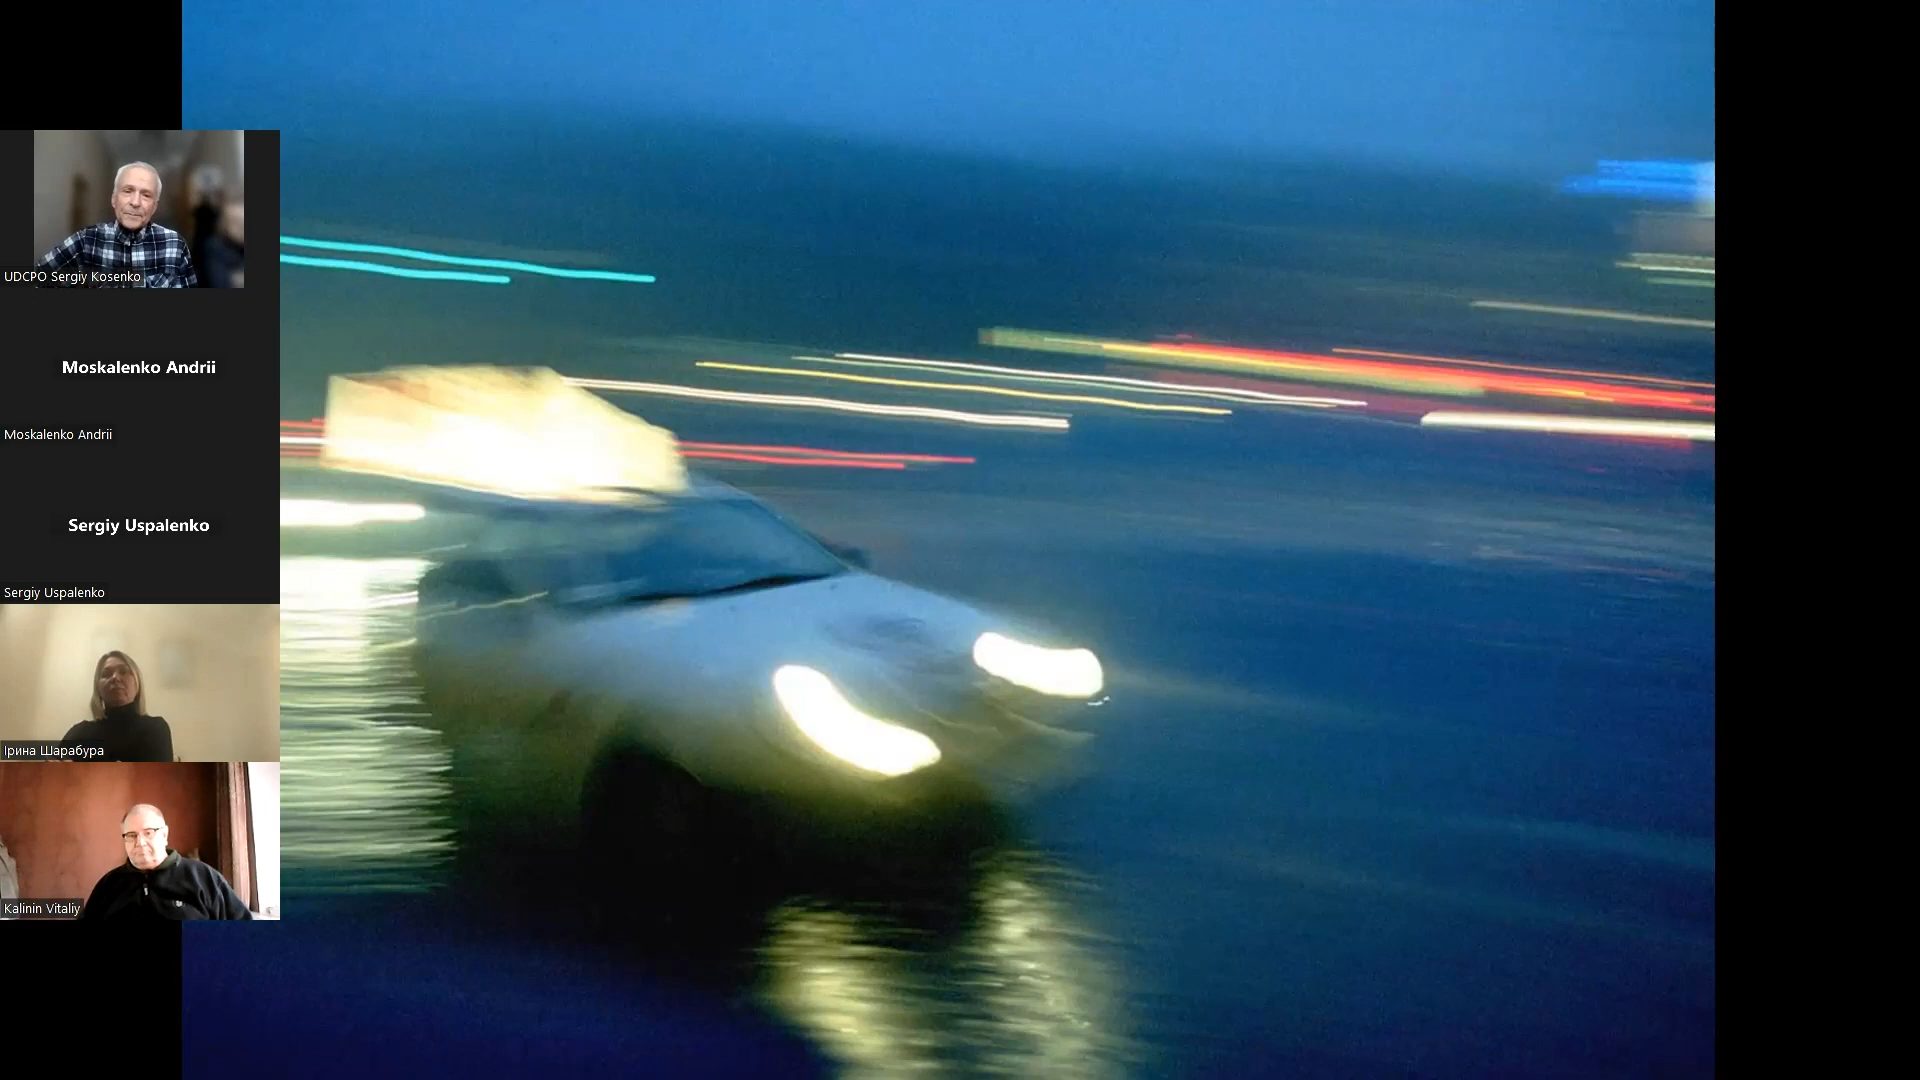 UDCPO Sergiy Kosenko
Moskalenko Andrii
Moskalenko Andrii
Sergiy Uspalenko
Sergiy Uspalenko
Ірина Шарабура
Kalinin Vitaliy